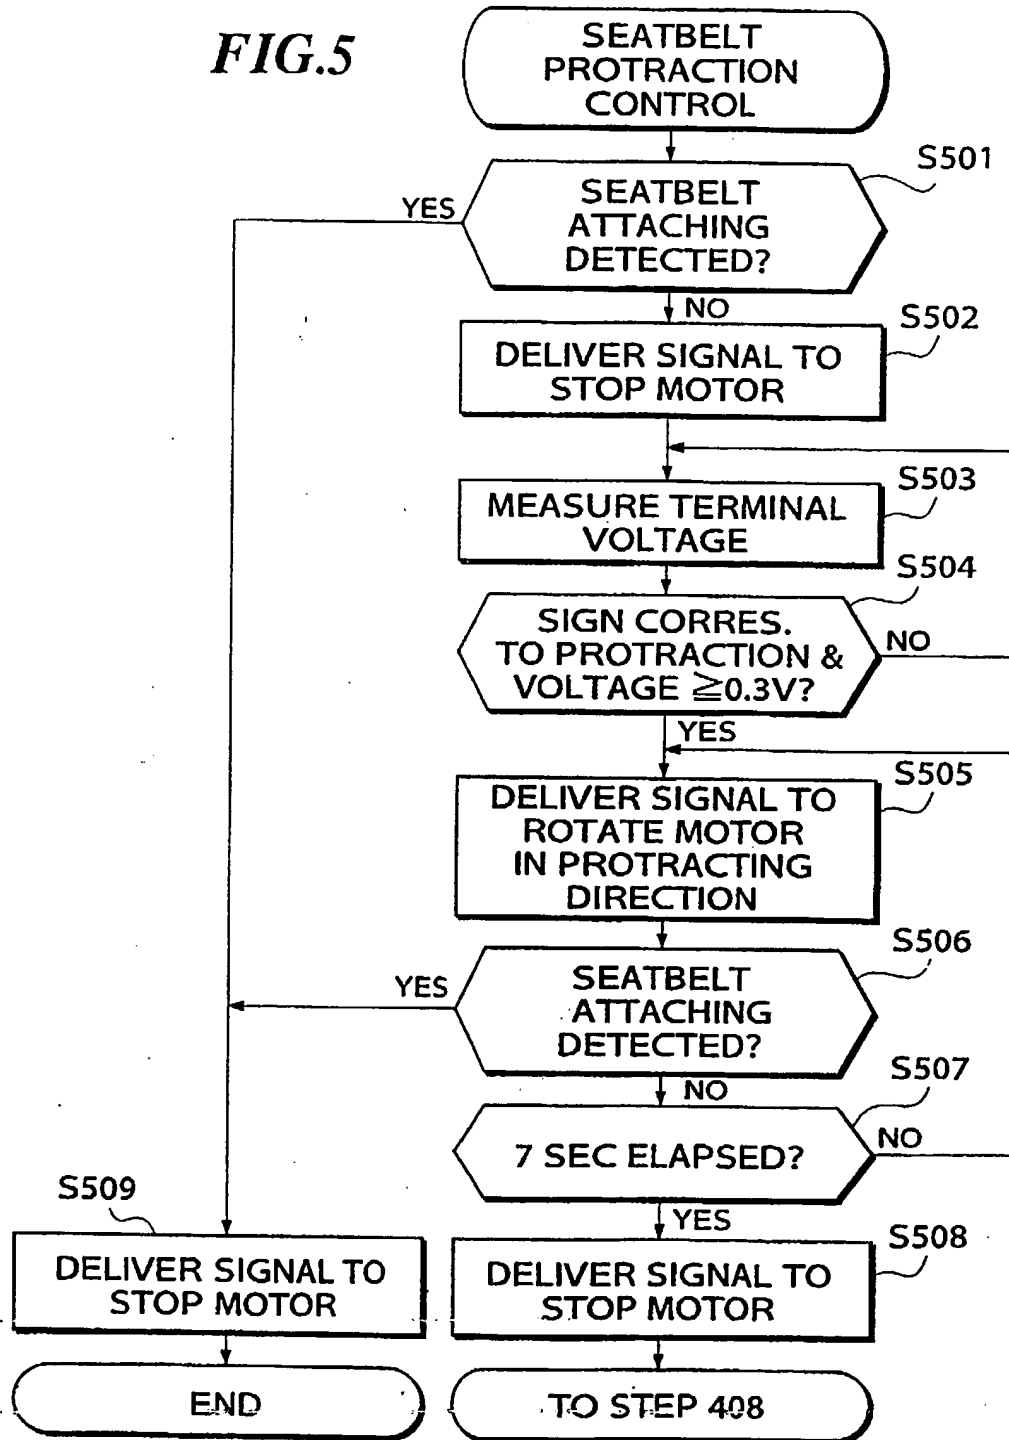 FIG.5
SEATBELT
PROTRACTION
CONTROL
S501
SEATBELT
ATTACHING
DETECTED?
YES
NO
S502
DELIVER SIGNAL TO
STOP MOTOR
S503
MEASURE TERMINAL
VOLTAGE
S504
SIGN CORRES.
TO PROTRACTION &
VOLTAGE ≧0.3V?
NO
YES
S505
DELIVER SIGNAL TO
ROTATE MOTOR
IN PROTRACTING
DIRECTION
S506
SEATBELT
ATTACHING
DETECTED?
YES
NO
S507
7 SEC ELAPSED?
NO
YES
S509
DELIVER SIGNAL TO
STOP MOTOR
S508
DELIVER SIGNAL TO
STOP MOTOR
END
TO STEP 408